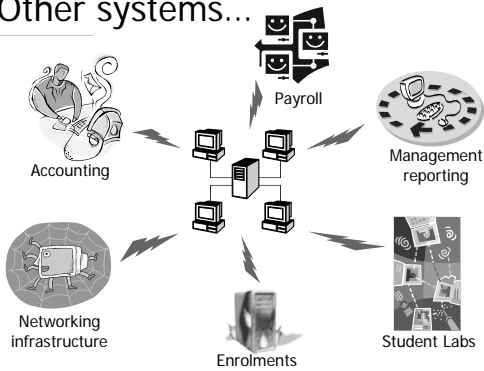 Other systems...
Payroll
Accounting
Management
reporting
Networking
infrastructure
Enrolments
Student Labs